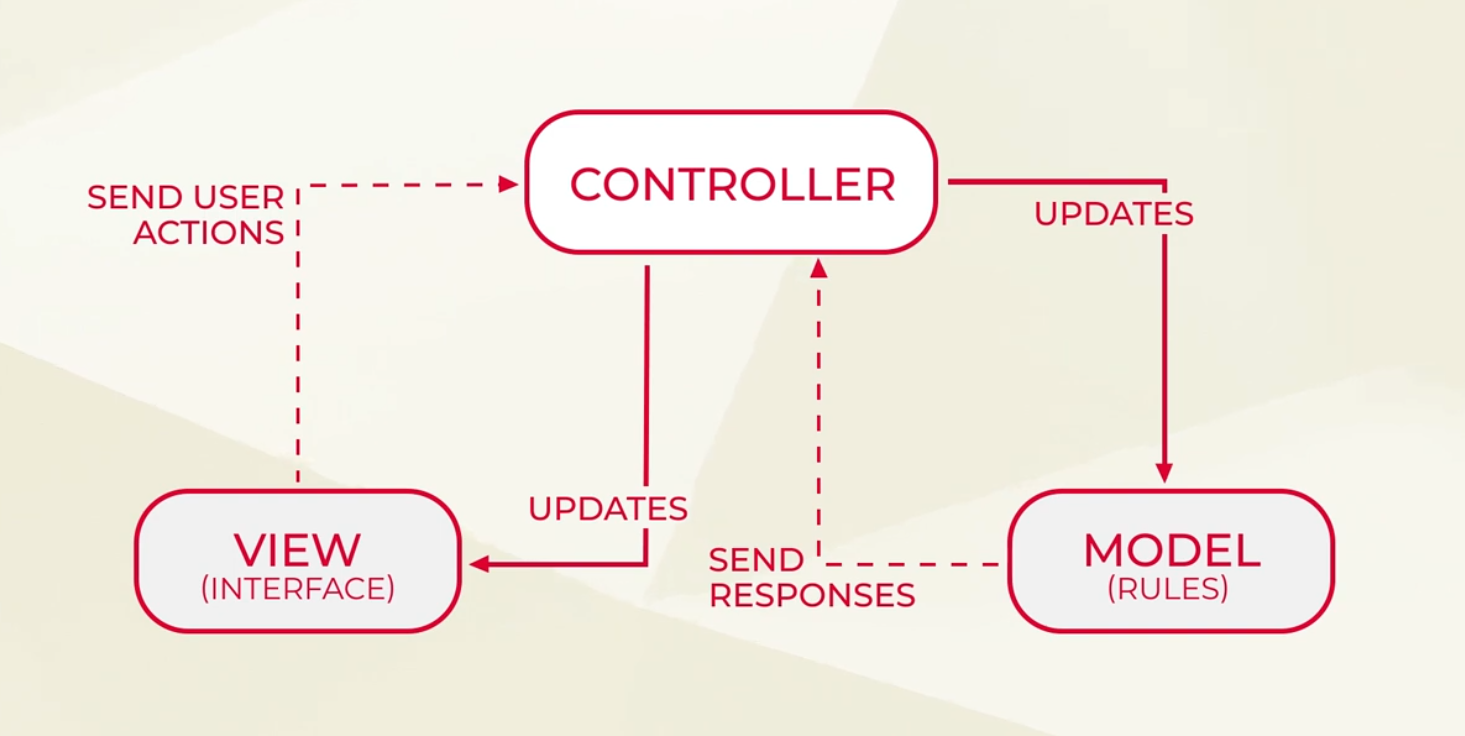 CONTROLLER
SEND USER
ACTIONS
UPDATES
UPDATES
VIEW
(INTERFACE)
SEND
RESPONSES
MODEL
(RULES)